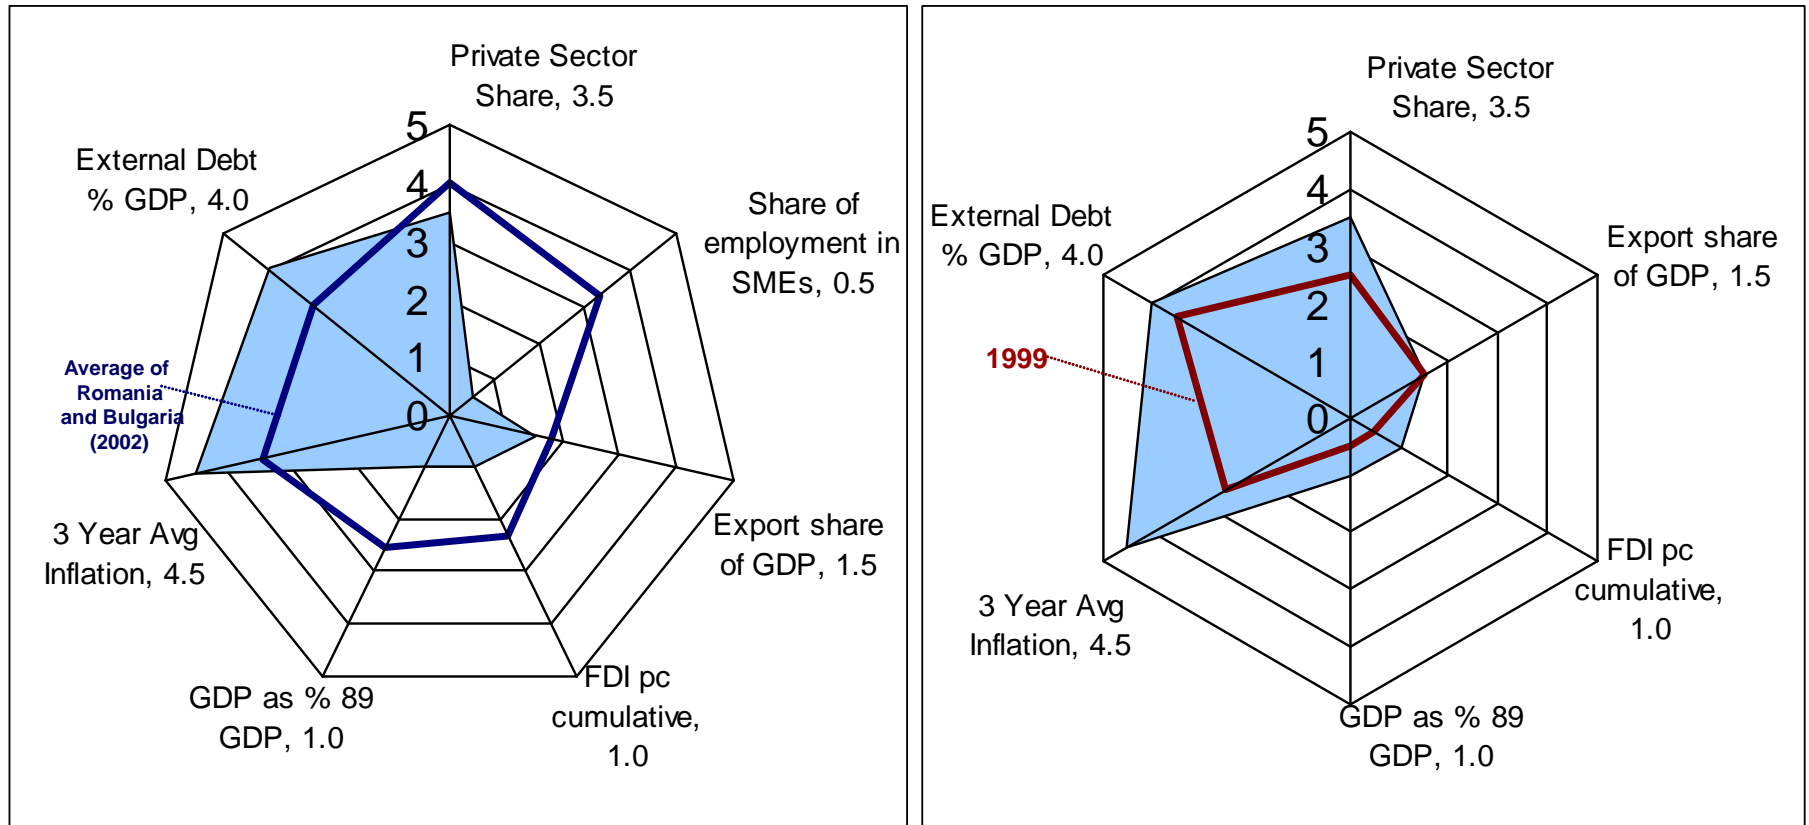 Private Sector
Share, 3.5
5
4
3
2
1
0
External Debt
% GDP, 4.0
Share of
employment in
SMEs, 0.5
Average of
Romania
and Bulgaria
(2002)
3 Year Avg
Inflation, 4.5
Export share
of GDP, 1.5
GDP as % 89
GDP, 1.0
FDI pc
cumulative,
1.0
Private Sector
Share, 3.5
5
4
3
2
1
0
External Debt
% GDP, 4.0
Export share
of GDP, 1.5
1999
3 Year Avg
Inflation, 4.5
FDI pc
cumulative,
1.0
GDP as % 89
GDP, 1.0